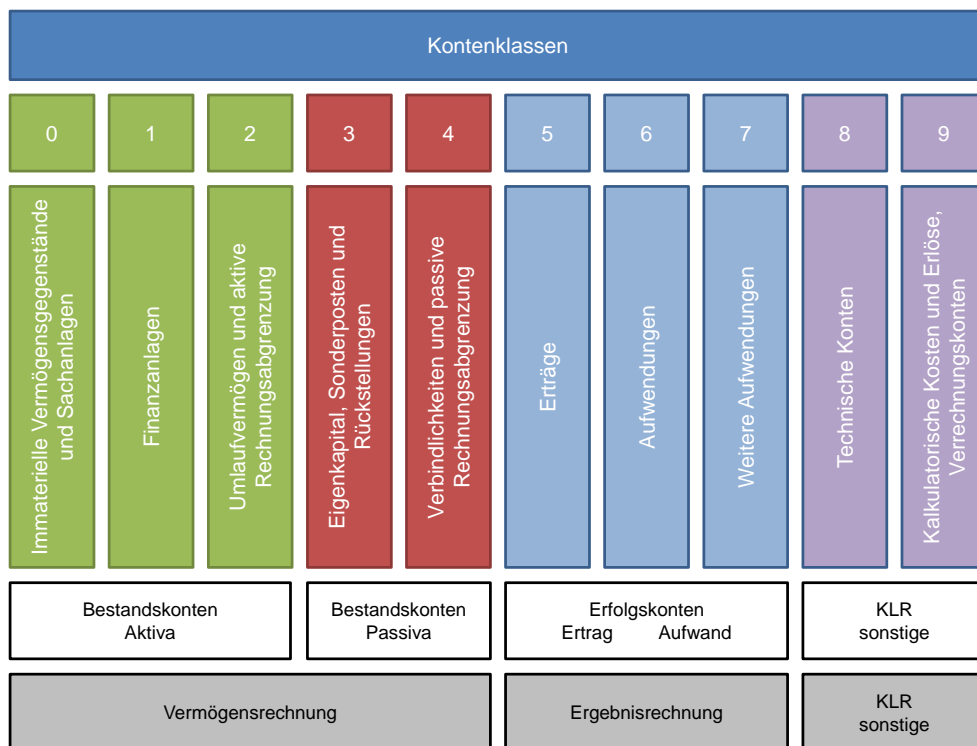 Kontenklassen
0
1
2
3
4
5
6
7
8
9
Immaterielle Vermögensgegenstände
und Sachanlagen
Finanzanlagen
Umlaufvermögen und aktive
Rechnungsabgrenzung
Eigenkapital, Sonderposten und
Rückstellungen
Verbindlichkeiten und passive
Rechnungsabgrenzung
Erträge
Aufwendungen
Weitere Aufwendungen
Technische Konten
Kalkulatorische Kosten und Erlöse,
Verrechnungskonten
Bestandskonten
Aktiva
Bestandskonten
Passiva
Erfolgskonten
Ertrag Aufwand
KLR
sonstige
Vermögensrechnung
Ergebnisrechnung
KLR
sonstige